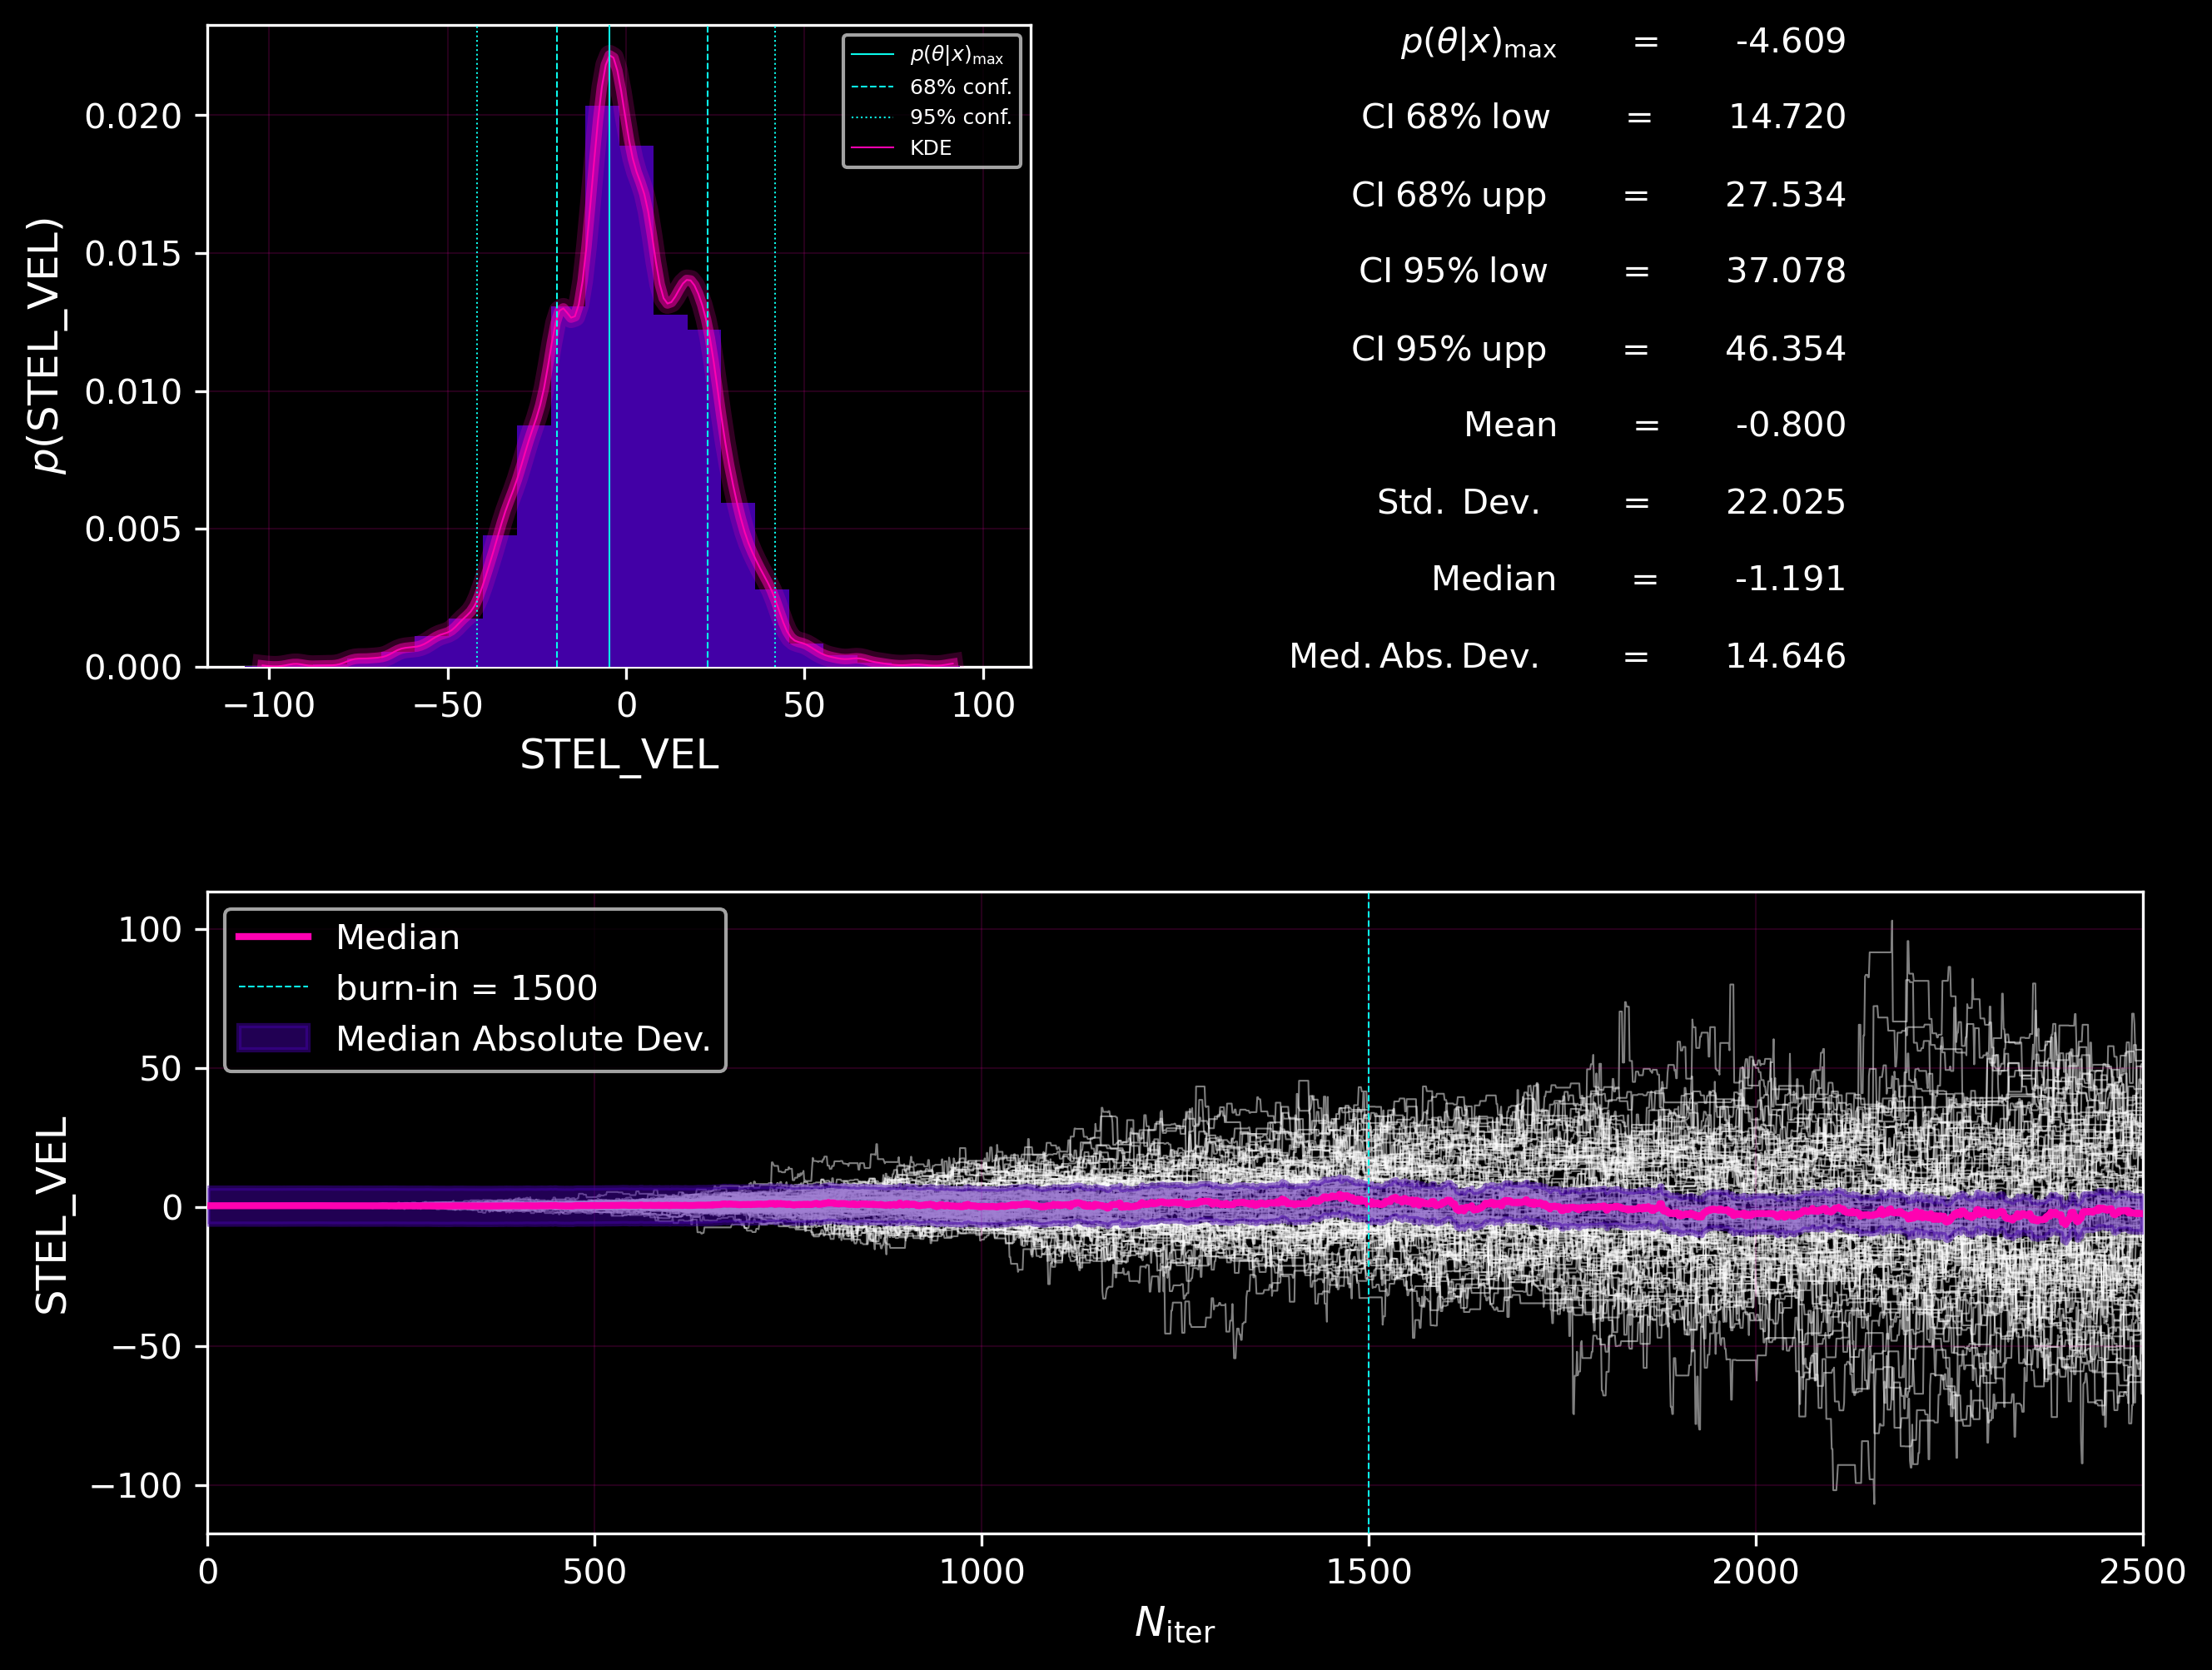 p(θ|x)max
68% conf.
95% conf.
KDE
0.020
0.015
0.010
0.005
0.000
p(STEL_VEL)
−100 −50 0 50 100
STEL_VEL
p(θ|x)max = -4.609
CI 68% low = 14.720
CI 68% upp = 27.534
CI 95% low = 37.078
CI 95% upp = 46.354
Mean = -0.800
Std. Dev. = 22.025
Median = -1.191
Med. Abs. Dev. = 14.646
Median
burn-in = 1500
Median Absolute Dev.
100
50
0
−50
−100
STEL_VEL
0 500 1000 1500 2000 2500
Niter